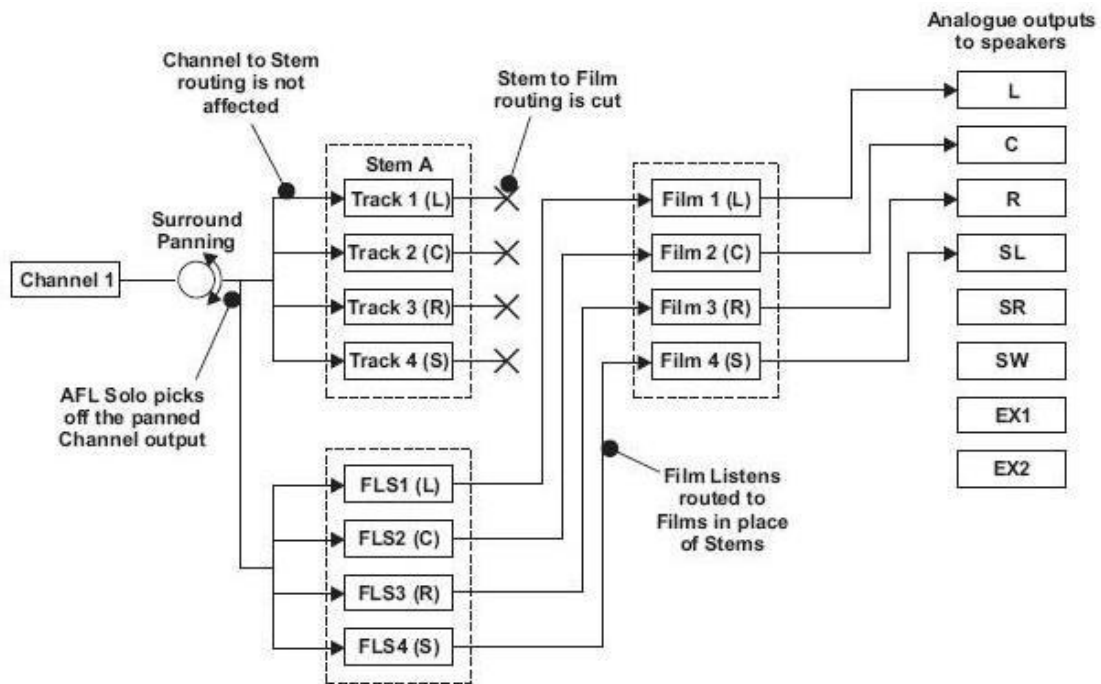 Analogue outputs
to speakers
Channel to Stem
routing is not
affected
Stem to Film
routing is cut
L
C
R
SL
SR
SW
EX1
EX2
Stem A
Track 1 (L)
Track 2 (C)
Track 3 (R)
Track 4 (S)
Film 1 (L)
Film 2 (C)
Film 3 (R)
Film 4 (S)
Surround
Panning
Channel 1
AFL Solo picks
off the panned
Channel output
FLS1 (L)
FLS2 (C)
FLS3 (R)
FLS4 (S)
Film Listens
routed to
Films in place
of Stems